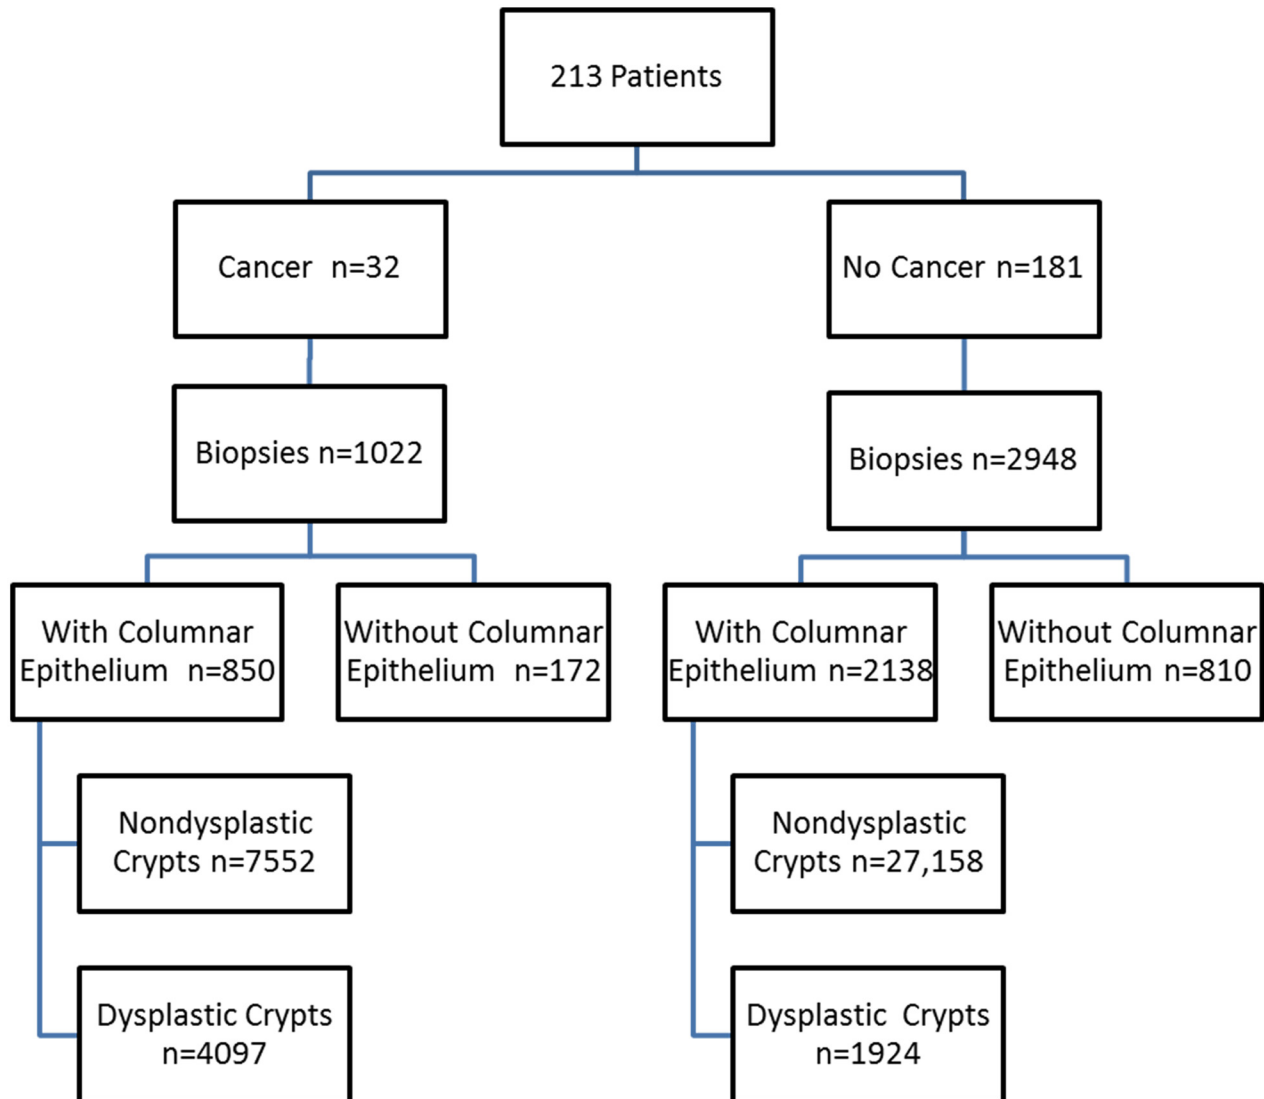 213 Patients
Cancer  n=32
No Cancer n=181
Biopsies n=1022
Biopsies n=2948
With Columnar
Epithelium  n=850
Without Columnar
Epithelium  n=172
With Columnar
Epithelium n=2138
Without Columnar
Epithelium n=810
Nondysplastic
Crypts n=7552
Nondysplastic
Crypts n=27,158
Dysplastic Crypts
n=4097
Dysplastic  Crypts
n=1924